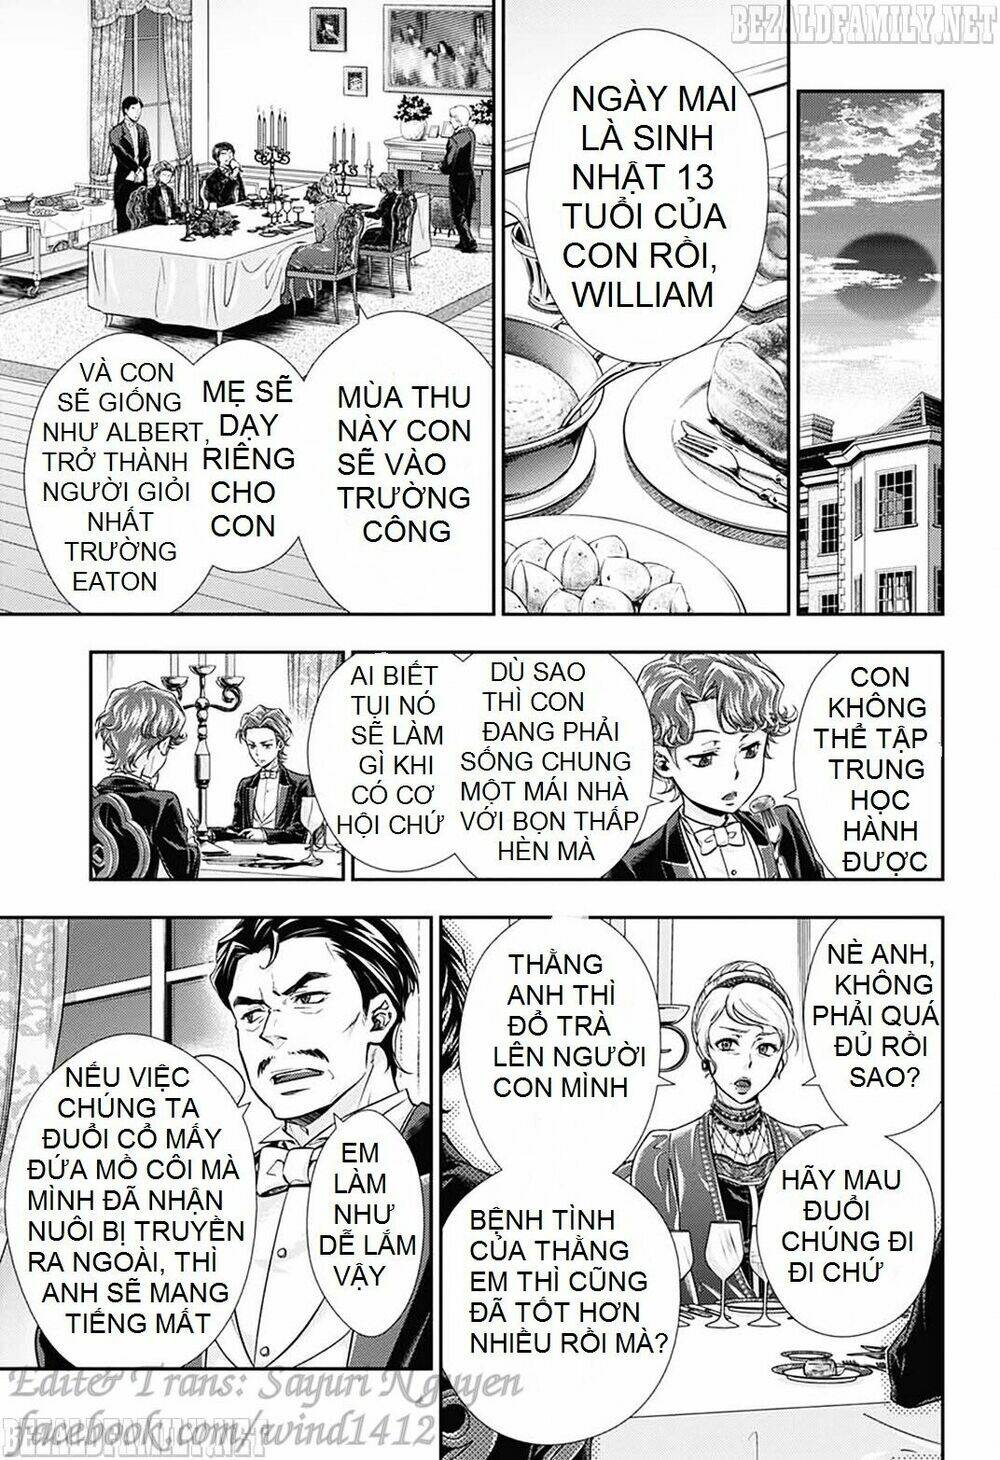 BEZALDFAMILY.NET
NGÀY MAI
LÀ SINH
NHẬT 13
TUỔI CỦA
CON RỒI,
WILLIAM
MÙA THU
NÀY CON
SẼ VÀO
TRƯỜNG
CÔNG
MẸ SẼ
DẠY
RIÊNG
CHO
CON
VÀ CON
SẼ GIỐNG
NHƯ ALBERT,
TRỞ THÀNH
NGƯỜI GIỎI
NHẤT
TRƯỜNG
EATON
CON
KHÔNG
THỂ TẬP
TRUNG
HỌC
HÀNH
ĐƯỢC
DÙ SAO
THÌ CON
ĐANG PHẢI
SỐNG CHUNG
MỘT MÁI NHÀ
VỚI BỌN THẤP
HÈN MÀ
AI BIẾT
TỤI NÓ
SẼ LÀM
GÌ KHI
CÓ CƠ
HỘI CHỨ
NÈ ANH,
KHÔNG
PHẢI QUÁ
ĐỦ RỒI
SAO?
HÃY MAU
ĐUỔI
CHÚNG ĐI
ĐI CHỨ
THẰNG
ANH THÌ
ĐỔ TRÀ
LÊN NGƯỜI
CON MÌNH
BỆNH TÌNH
CỦA THẰNG
EM THÌ CŨNG
ĐÃ TỐT HƠN
NHIỀU RỒI MÀ?
EM
LÀM
NHƯ
DỄ LẮM
VẬY
NẾU VIỆC
CHÚNG TA
ĐUỔI CỔ MẤY
ĐỨA MỒ CÔI MÀ
MÌNH ĐÃ NHẬN
NUÔI BỊ TRUYỀN
RA NGOÀI, THÌ
ANH SẼ MANG
TIẾNG MẤT
Edit& Trans: Sayuri Nguyen
facebook.com/wind1412
BEZALDFAMILY.NET